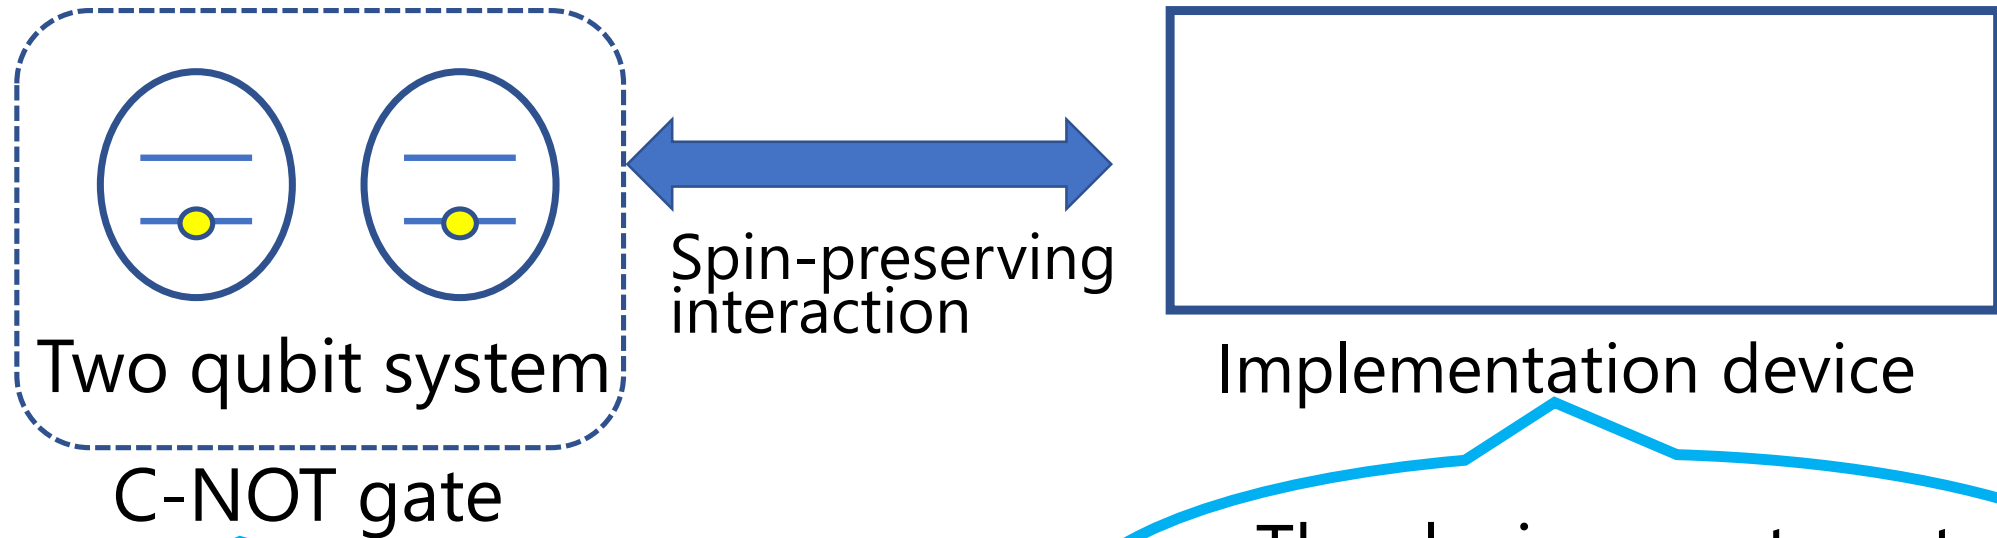 Spin-preserving
interaction
Two qubit system
Implementation device
C-NOT gate